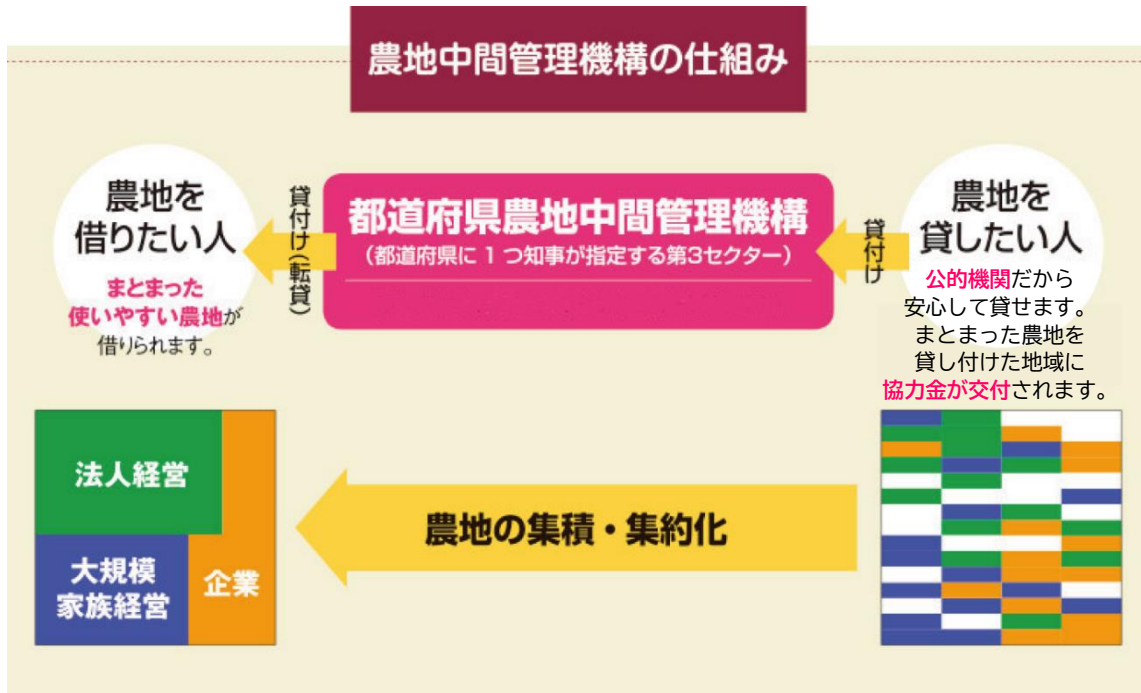 農地中間管理機構の仕組み
農地を
借りたい人
まとまった
使いやすい農地が
借りられます。
貸付け(転貸)
都道府県農地中間管理機構
(都道府県に1つ知事が指定する第3セクター)
貸付け
農地を
貸したい人
公的機関だから
安心して貸せます。
まとまった農地を
貸し付けた地域に
協力金が交付されます。
法人経営
大規模
家族経営
企業
農地の集積・集約化